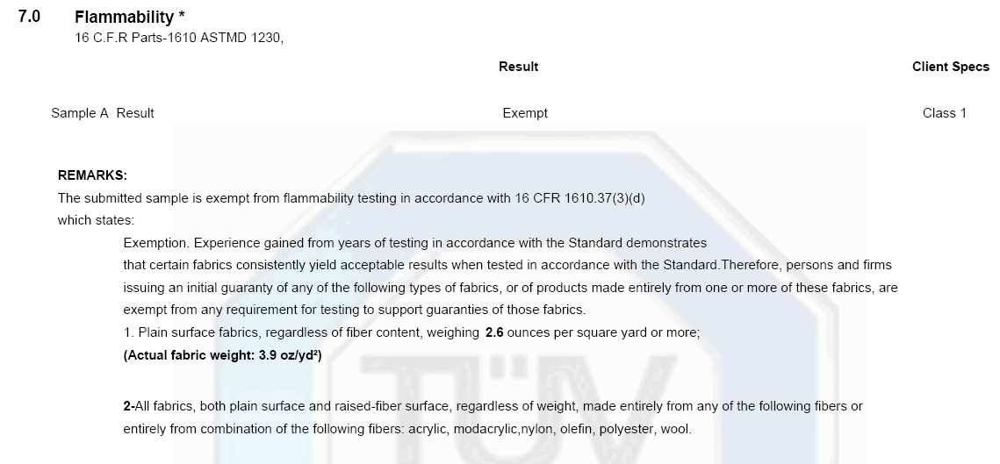 7.0 Flammability *
16 C.F.R Parts-1610 ASTMD 1230,
Result Client Specs
Sample A Result Exempt Class 1
REMARKS:
The submitted sample is exempt from flammability testing in accordance with 16 CFR 1610.37(3)(d)
which states:
Exemption. Experience gained from years of testing in accordance with the Standard demonstrates
that certain fabrics consistently yield acceptable results when tested in accordance with the Standard.Therefore, persons and firms
issuing an initial guaranty of any of the following types of fabrics, or of products made entirely from one or more of these fabrics, are
exempt from any requirement for testing to support guaranties of those fabrics.
1. Plain surface fabrics, regardless of fiber content, weighing 2.6 ounces per square yard or more;
(Actual fabric weight: 3.9 oz/yd²)
TÜV
2-All fabrics, both plain surface and raised-fiber surface, regardless of weight, made entirely from any of the following fibers or
entirely from combination of the following fibers: acrylic, modacrylic,nylon, olefin, polyester, wool.